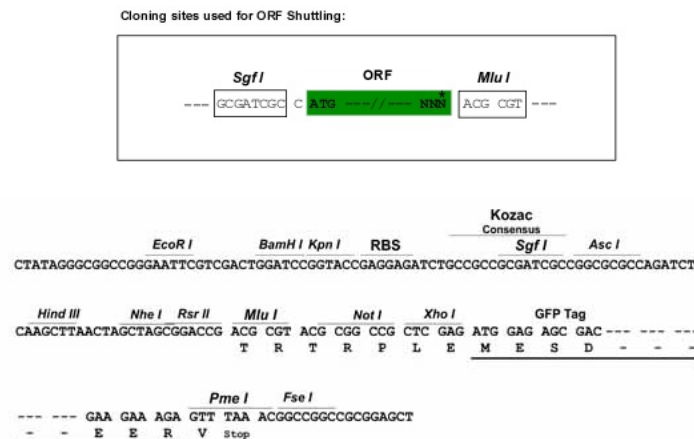 Cloning sites used for ORF Shuttling:
Sgf I ORF Mlu I
*
--- GCGATCGC C ATG ---//--- NNN ACG CGT ---
Kozac
Consensus
EcoR I BamH I Kpn I RBS Sgf I Asc I
CTATAGGGCGGCCGGGAATTCGTCGACTGGATCCGGTACCGAGGAGATCTGCCGCCGCGATCGCCGGCGCGCCAGATCT
Hind III Nhe I Rsr II Mlu I Not I Xho I GFP Tag
CAAGCTTAACTAGCTAGCGGACCG ACG CGT ACG CGG CCG CTC GAG ATG GAG AGC GAC--- --- ---
T R T R P L E M E S D - - -
Pme I Fse I
--- --- GAA GAA AGA GTT TAA ACGGCCGGCCGCGGAGCT
- - E E R V Stop